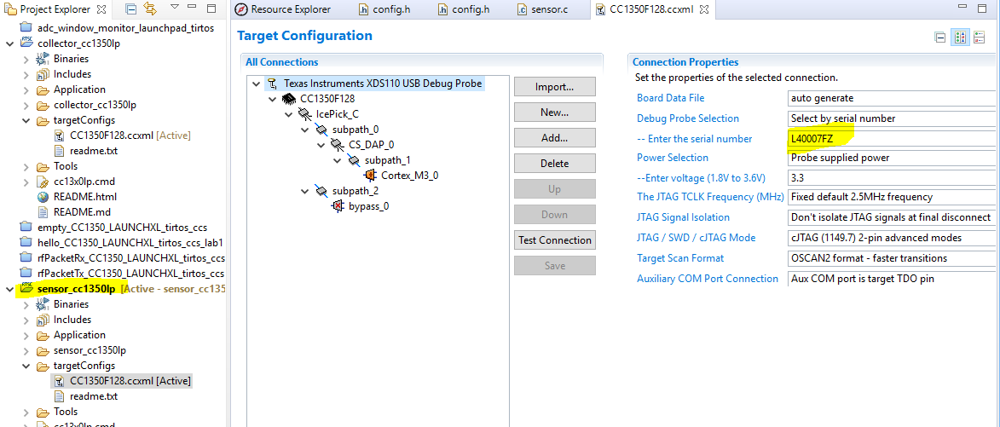 Project Explorer
adc_window_monitor_launchpad_tirtos
collector_cc1350lp
Binaries
Includes
Application
collector_cc1350lp
targetConfigs
CC1350F128.ccxml [Active]
readme.txt
Tools
cc13x0lp.cmd
README.html
README.md
empty_CC1350_LAUNCHXL_tirtos_ccs
hello_CC1350_LAUNCHXL_tirtos_ccs_lab1
rfPacketRx_CC1350_LAUNCHXL_tirtos_ccs
rfPacketTx_CC1350_LAUNCHXL_tirtos_ccs
sensor_cc1350lp [Active - sensor_cc135
Binaries
Includes
Application
sensor_cc1350lp
targetConfigs
CC1350F128.ccxml [Active]
readme.txt
Tools
cc13x0lp.cmd
Resource Explorer
config.h
config.h
sensor.c
CC1350F128.ccxml
Target Configuration
All Connections
Texas Instruments XDS110 USB Debug Probe
CC1350F128
IcePick_C
subpath_0
CS_DAP_0
subpath_1
Cortex_M3_0
subpath_2
bypass_0
Import...
New...
Add...
Delete
Up
Down
Test Connection
Save
Connection Properties
Set the properties of the selected connection.
Board Data File auto generate
Debug Probe Selection Select by serial number
-- Enter the serial number L40007FZ
Power Selection Probe supplied power
--Enter voltage (1.8V to 3.6V) 3.3
The JTAG TCLK Frequency (MHz) Fixed default 2.5MHz frequency
JTAG Signal Isolation Don't isolate JTAG signals at final disconnect
JTAG / SWD / cJTAG Mode cJTAG (1149.7) 2-pin advanced modes
Target Scan Format OSCAN2 format - faster transitions
Auxiliary COM Port Connection Aux COM port is target TDO pin